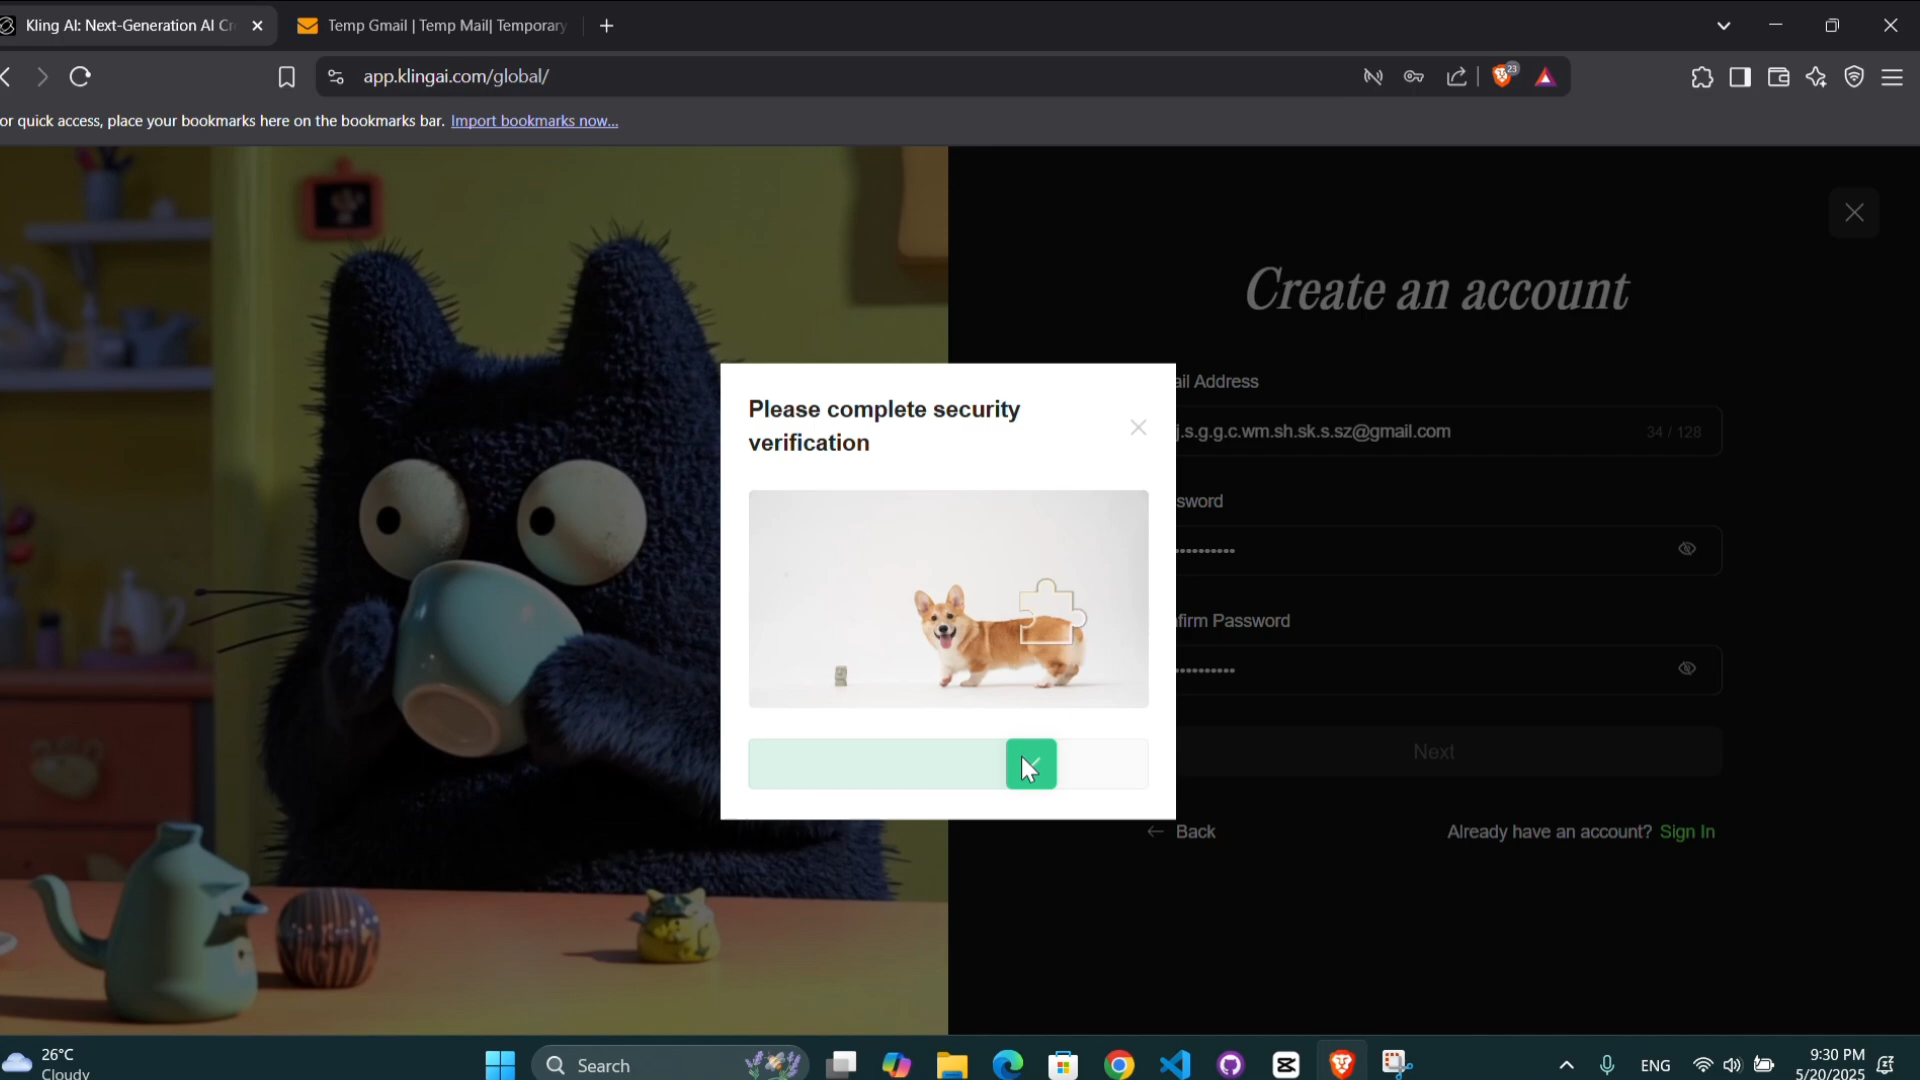 Kling AI: Next-Generation AI Cr
Temp Gmail | Temp Mail| Temporary
app.klingai.com/global/
23
or quick access, place your bookmarks here on the bookmarks bar. Import bookmarks now...
Create an account
ail Address
j.s.g.g.c.wm.sh.sk.s.sz@gmail.com
34 / 128
Please complete security
verification
sword
firm Password
Next
Back
Already have an account? Sign In
26°C
Cloudy
Search
ENG
9:30 PM
5/20/2025